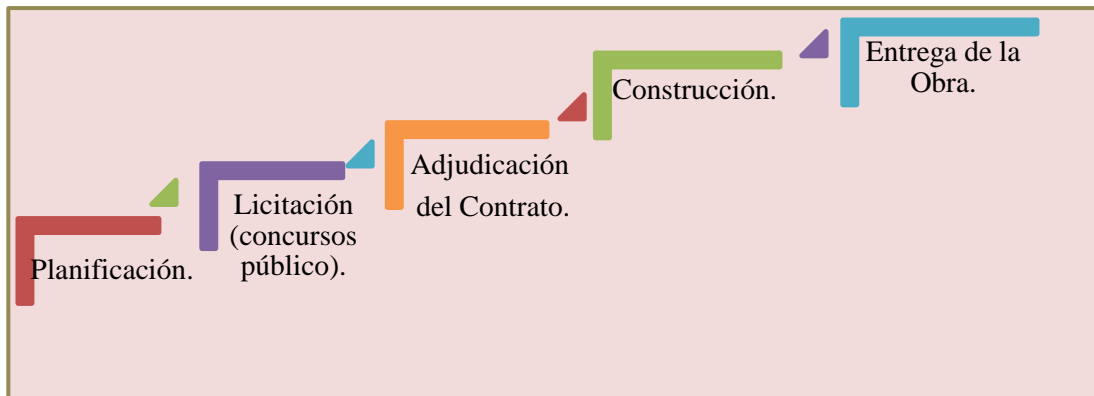 Planificación.
Licitación
(concursos
público).
Adjudicación
del Contrato.
Construcción.
Entrega de la
Obra.